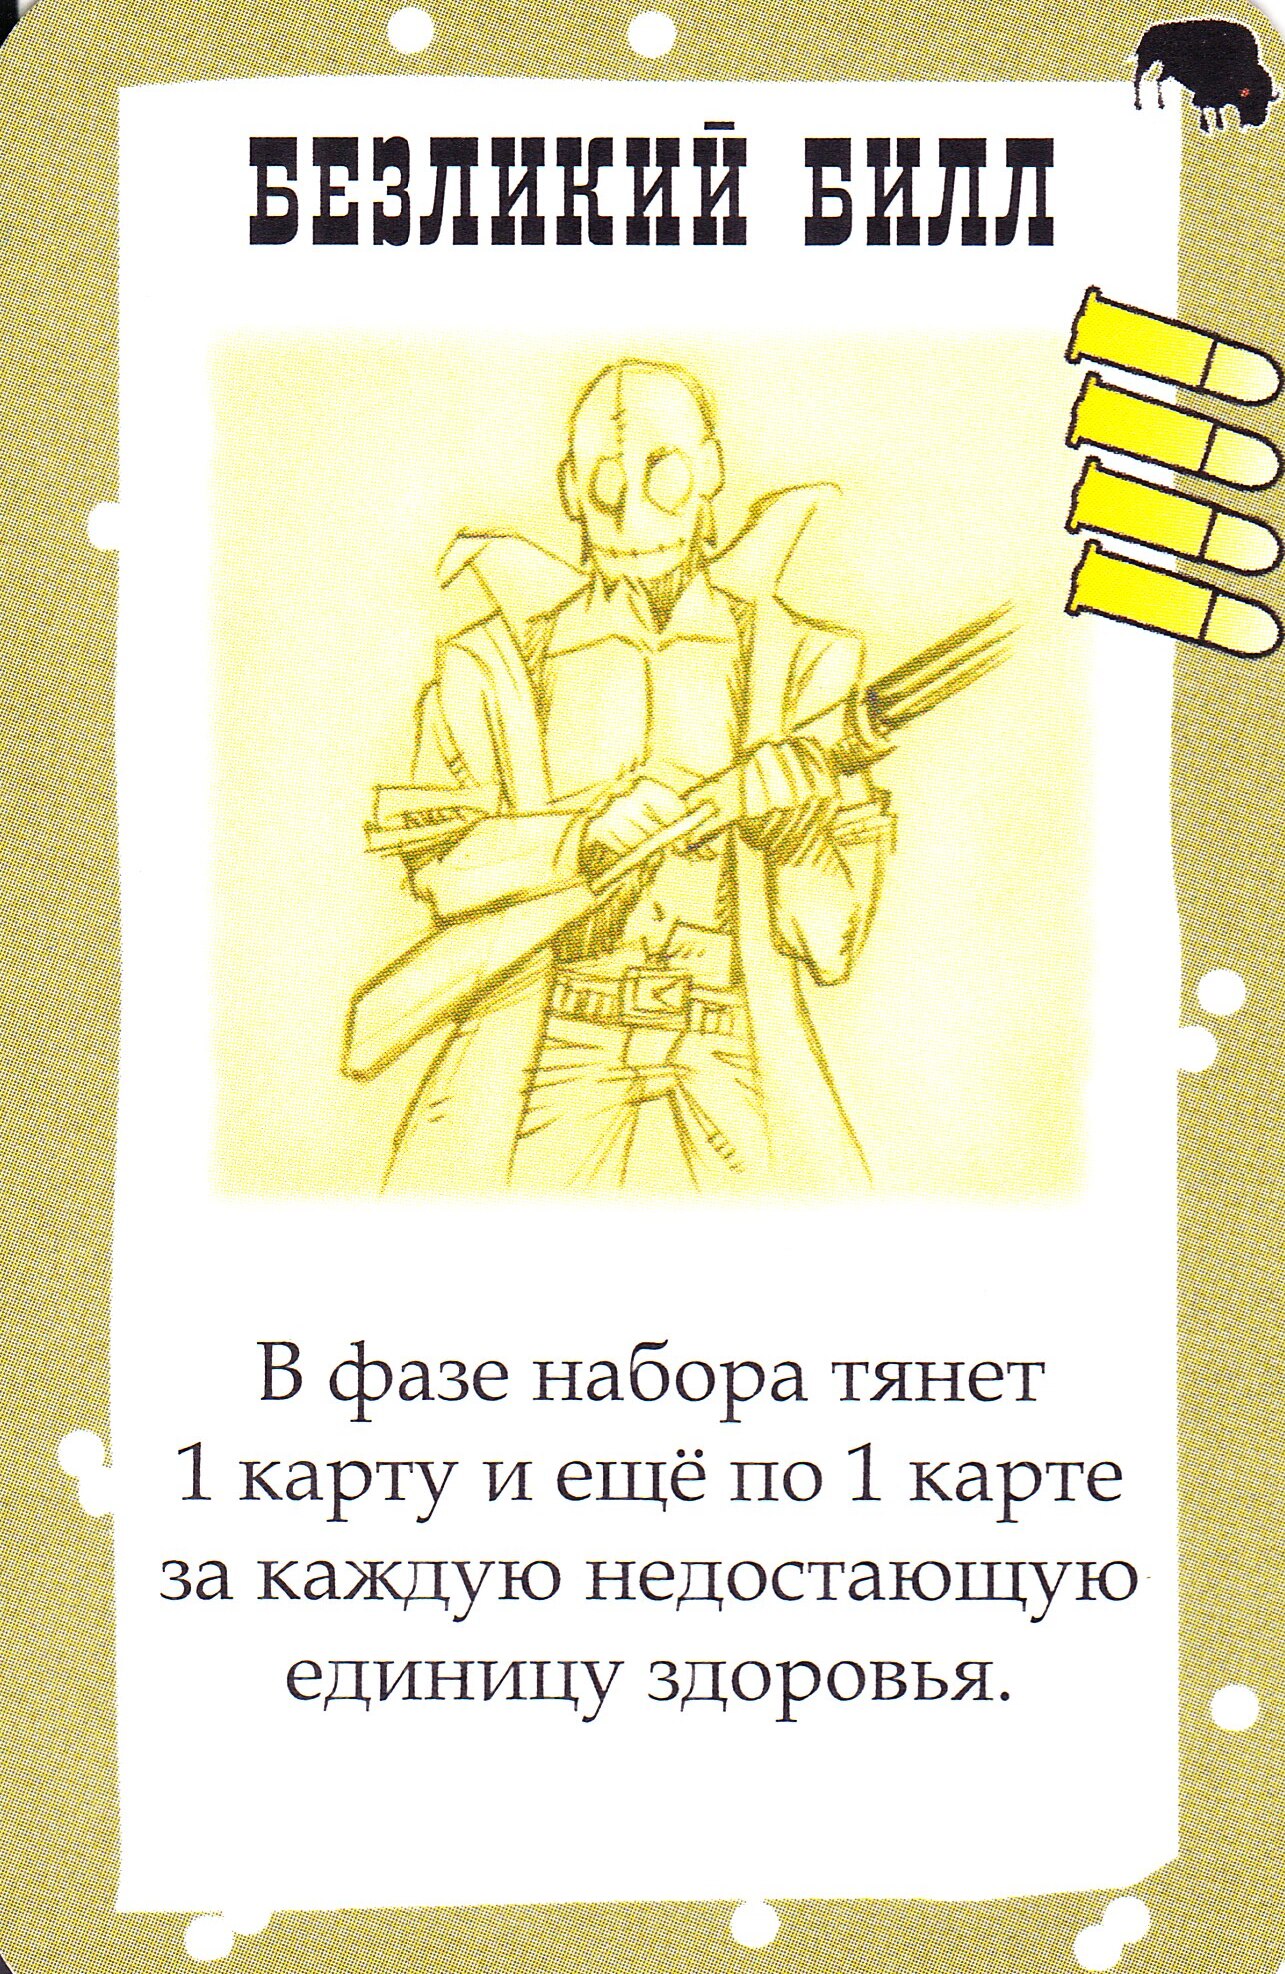 БЕЗЛИКИЙ БИЛЛ
В фазе набора тянет
1 карту и ещё по 1 карте
за каждую недостающую
единицу здоровья.